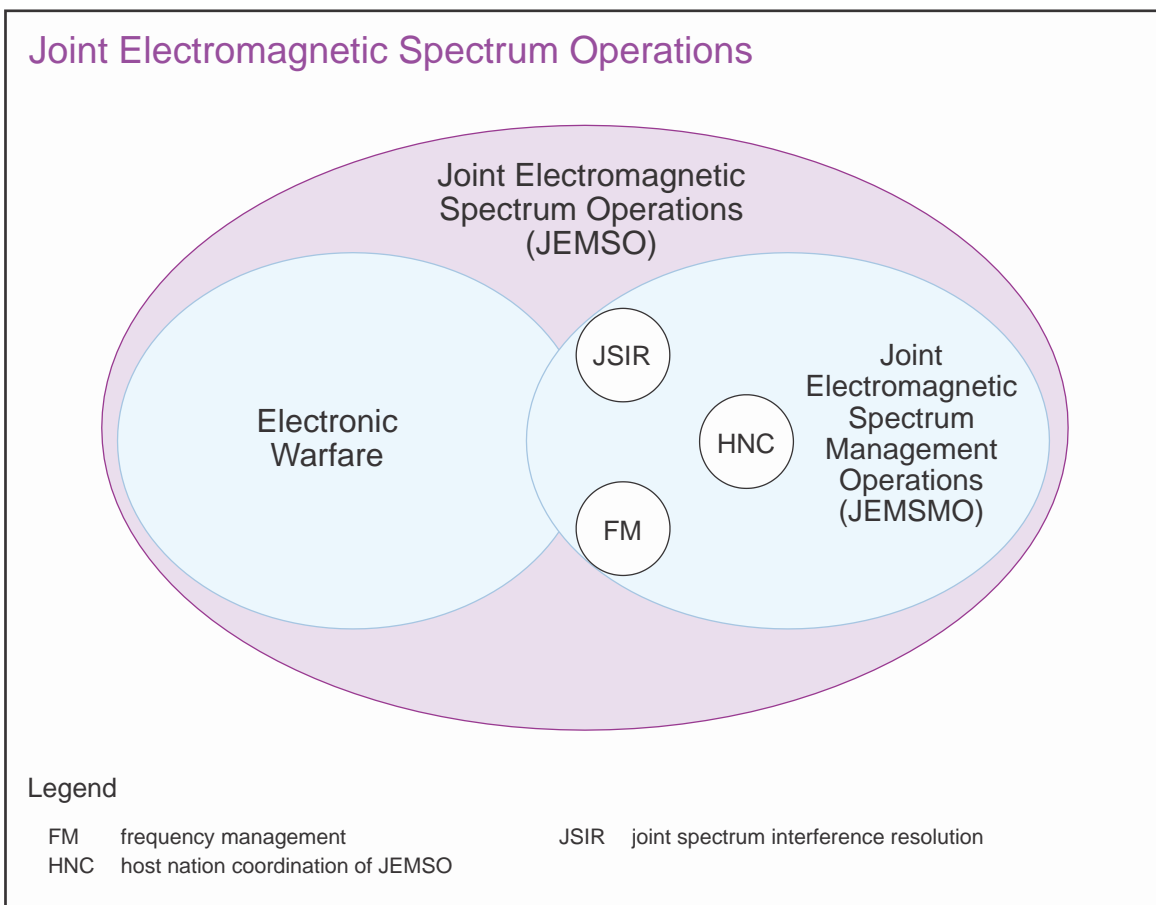 Joint Electromagnetic Spectrum Operations
Joint Electromagnetic
Spectrum Operations
(JEMSO)
Electronic
Warfare
JSIR
HNC
FM
Joint
Electromagnetic
Spectrum
Management
Operations
(JEMSMO)
Legend
FM frequency management
HNC host nation coordination of JEMSO
JSIR joint spectrum interference resolution